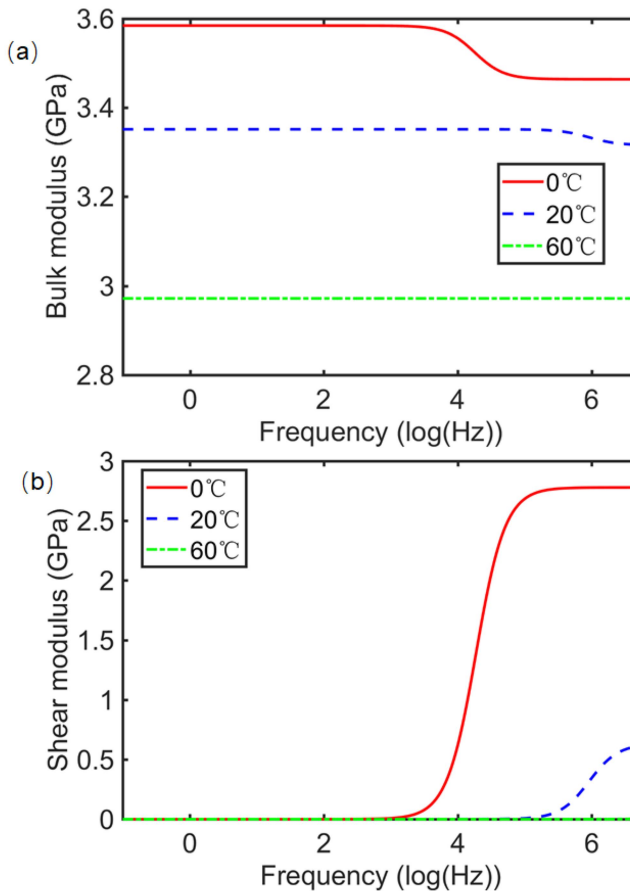 (a)
Bulk modulus (GPa)
3.6
3.4
3.2
3
2.8
0℃
20℃
60℃
0 2 4 6
Frequency (log(Hz))
(b)
Shear modulus (GPa)
3
2.5
2
1.5
1
0.5
0
0℃
20℃
60℃
0 2 4 6
Frequency (log(Hz))